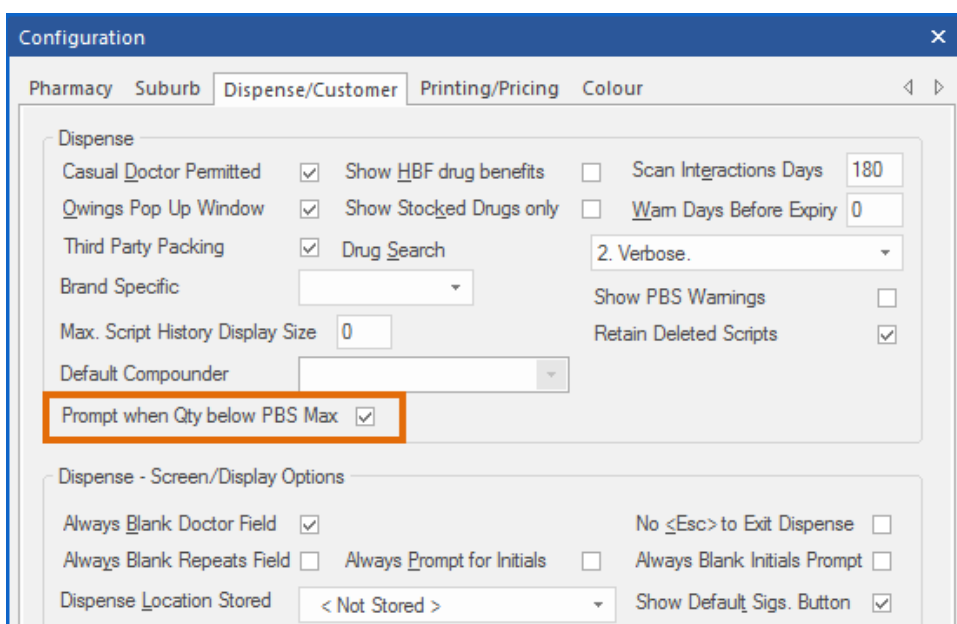 Configuration
Pharmacy Suburb Dispense/Customer Printing/Pricing Colour
Dispense
Casual Doctor Permitted Show HBF drug benefits Scan Interactions Days 180
Owings Pop Up Window Show Stocked Drugs only Warn Days Before Expiry 0
Third Party Packing Drug Search 2. Verbose.
Brand Specific Show PBS Warnings
Max. Script History Display Size 0 Retain Deleted Scripts
Default Compounder
Prompt when Qty below PBS Max
Dispense - Screen/Display Options
Always Blank Doctor Field No <Esc> to Exit Dispense
Always Blank Repeats Field Always Prompt for Initials Always Blank Initials Prompt
Dispense Location Stored < Not Stored > Show Default Sigs. Button